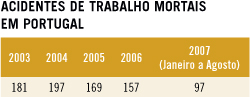 ACIDENTES DE TRABALHO MORTAIS
EM PORTUGAL
2003 2004 2005 2006 2007
(Janeiro a Agosto)
181 197 169 157 97